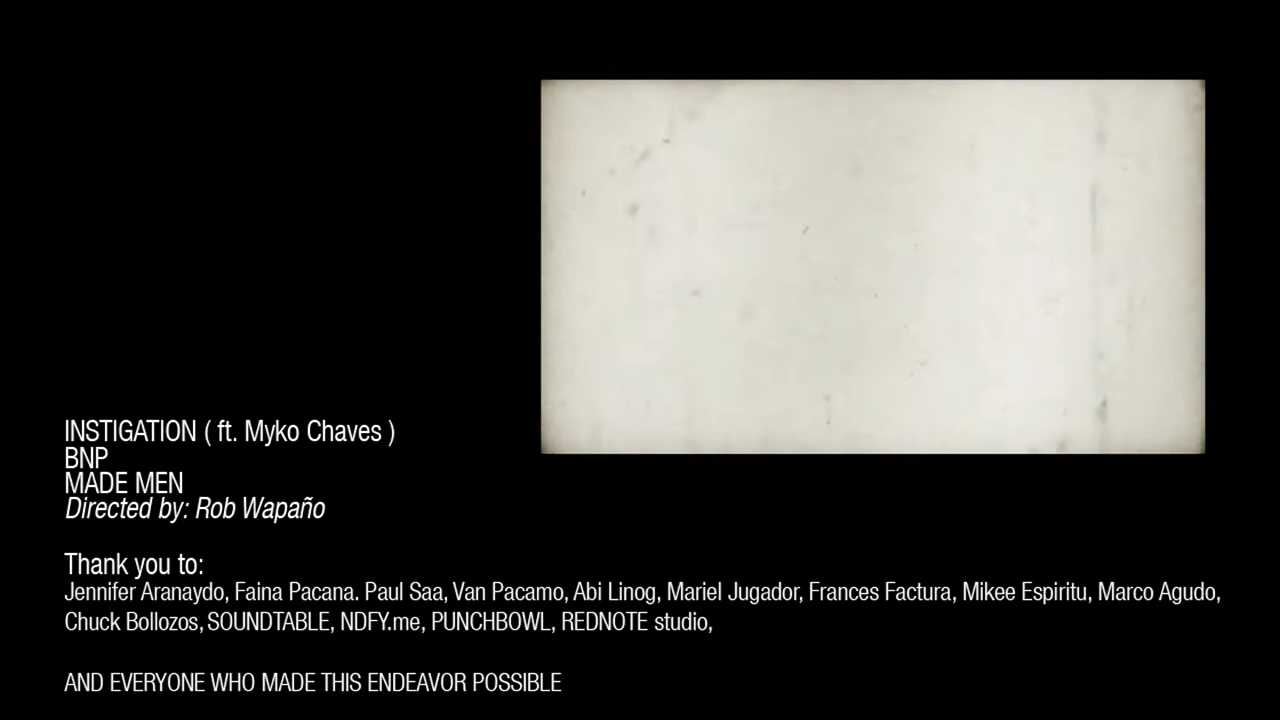 INSTIGATION ( ft. Myko Chaves )
BNP
MADE MEN
Directed by: Rob Wapaño
Thank you to:
Jennifer Aranaydo, Faina Pacana. Paul Saa, Van Pacamo, Abi Linog, Mariel Jugador, Frances Factura, Mikee Espiritu, Marco Agudo,
Chuck Bollozos, SOUNDTABLE, NDFY.me, PUNCHBOWL, REDNOTE studio,
AND EVERYONE WHO MADE THIS ENDEAVOR POSSIBLE